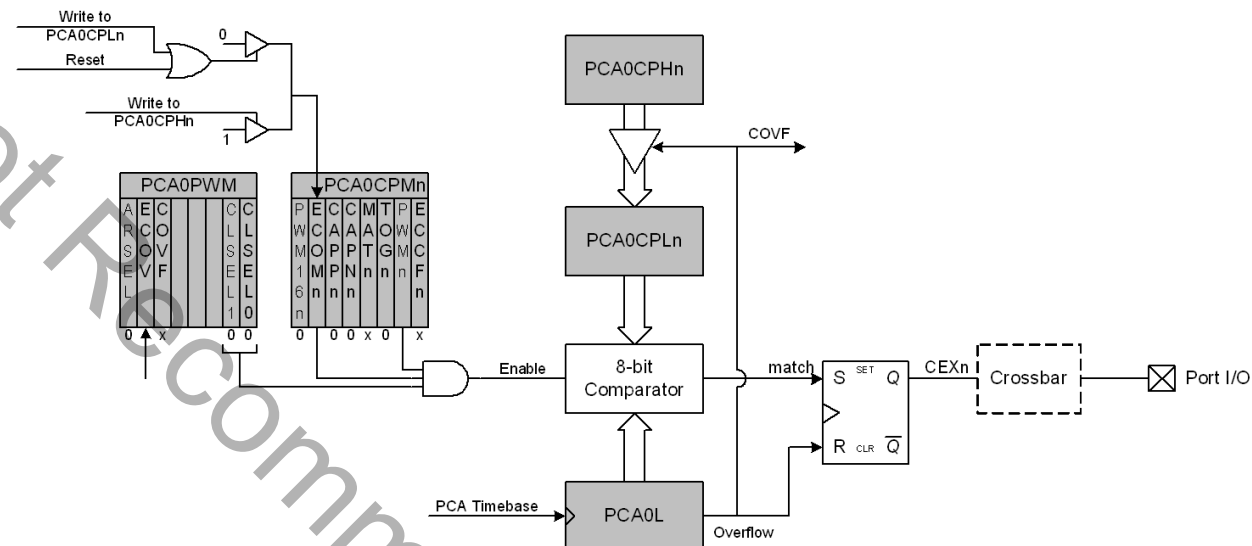 Write to
PCA0CPLn
Reset
0
Write to
PCA0CPHn
1
PCA0CPHn
COVF
PCA0PWM
ARSEL ECOV COVF CLSEL1 CLSEL0
0 x 0 0
PCA0CPMn
PWM16n ECOMn CAPPn CAPNn MATn TOGn PWMn ECCFn
0 0 0 x 0 x
PCA0CPLn
Enable
8-bit
Comparator
match
S SET Q
R CLR Q
CEXn
Crossbar
Port I/O
PCA Timebase
PCA0L
Overflow
ot Recomm